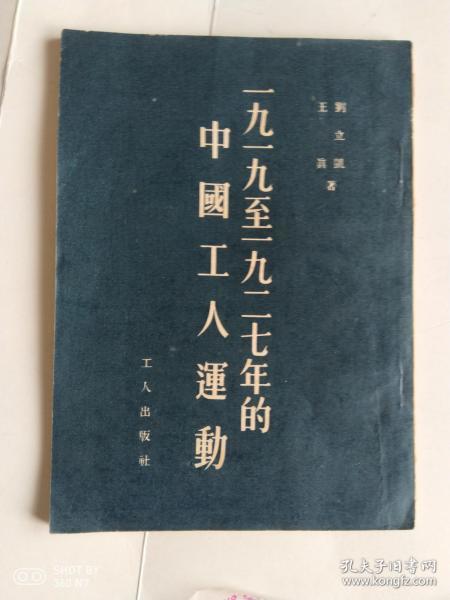 劉立凱
王真 著
一九一九至一九二七年的
中國工人運動
工人出版社
SHOT BY
360 N7
孔夫子旧书网
kongfz.com